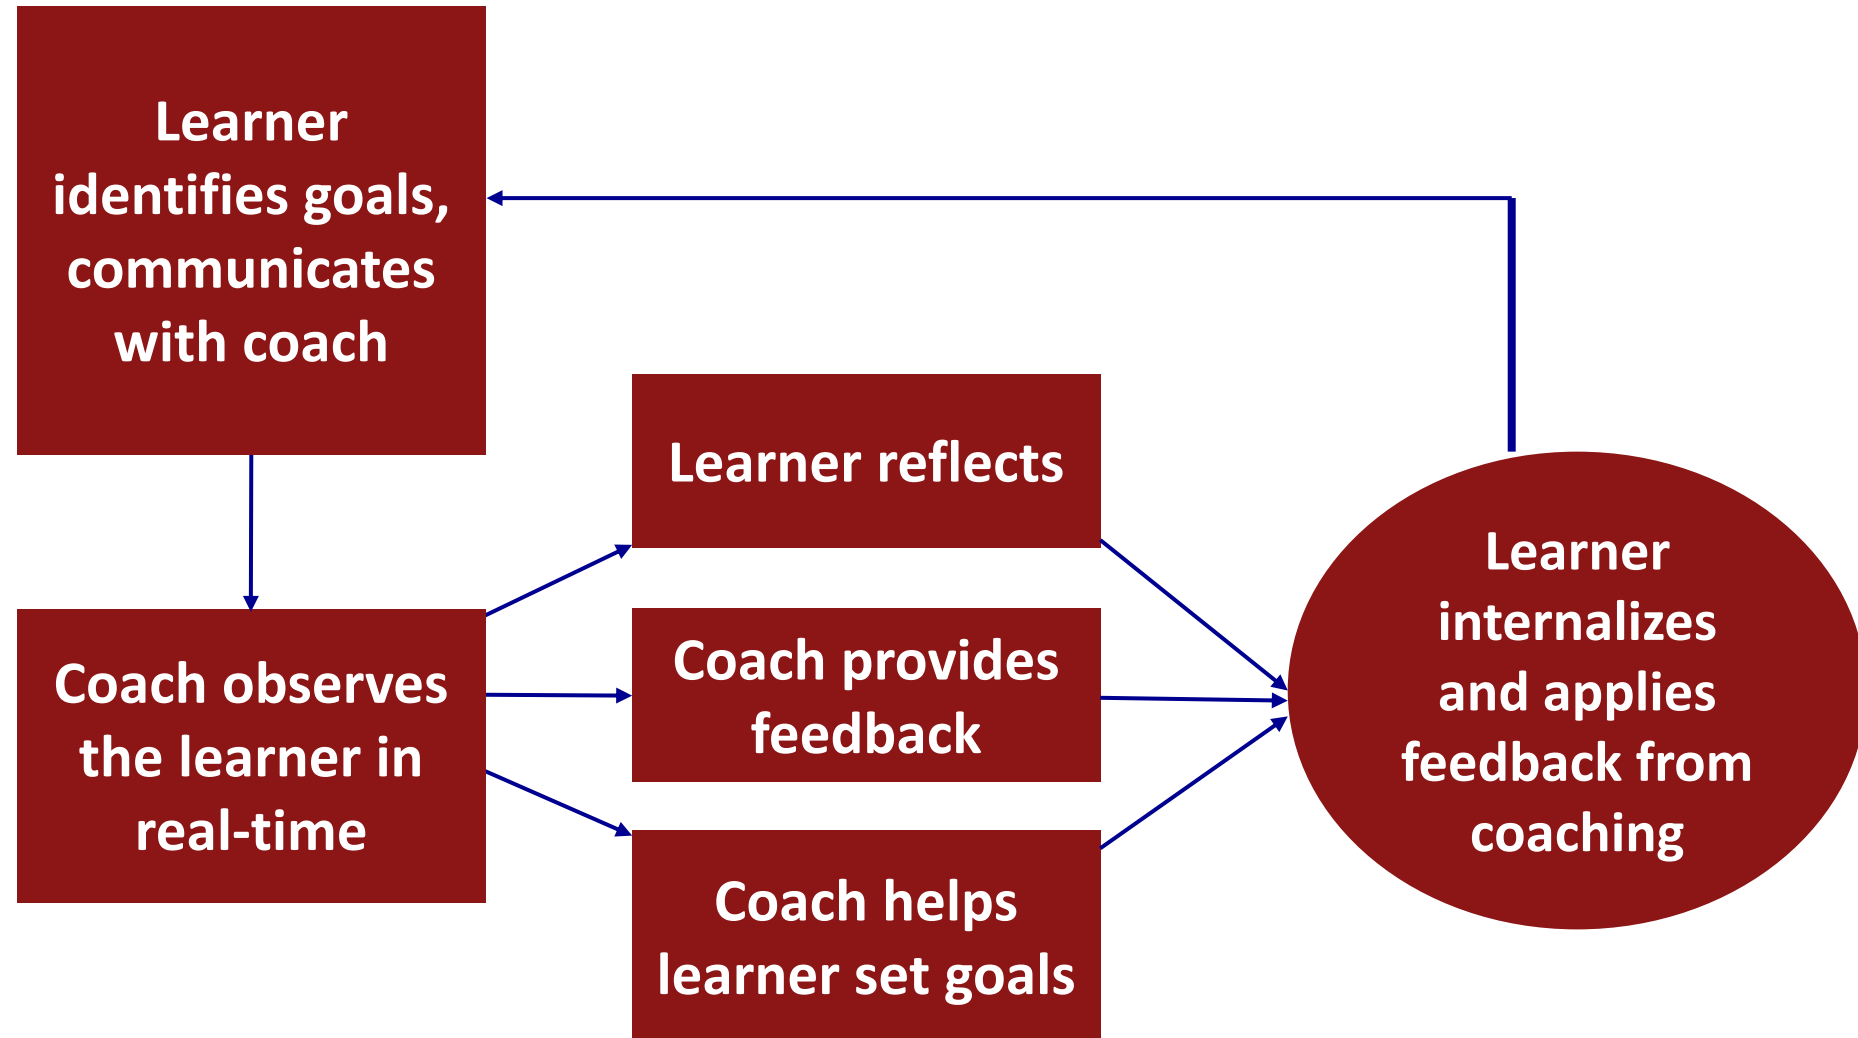 Learner
identifies goals,
communicates
with coach
Coach observes
the learner in
real-time
Learner reflects
Coach provides
feedback
Coach helps
learner set goals
Learner
internalizes
and applies
feedback from
coaching